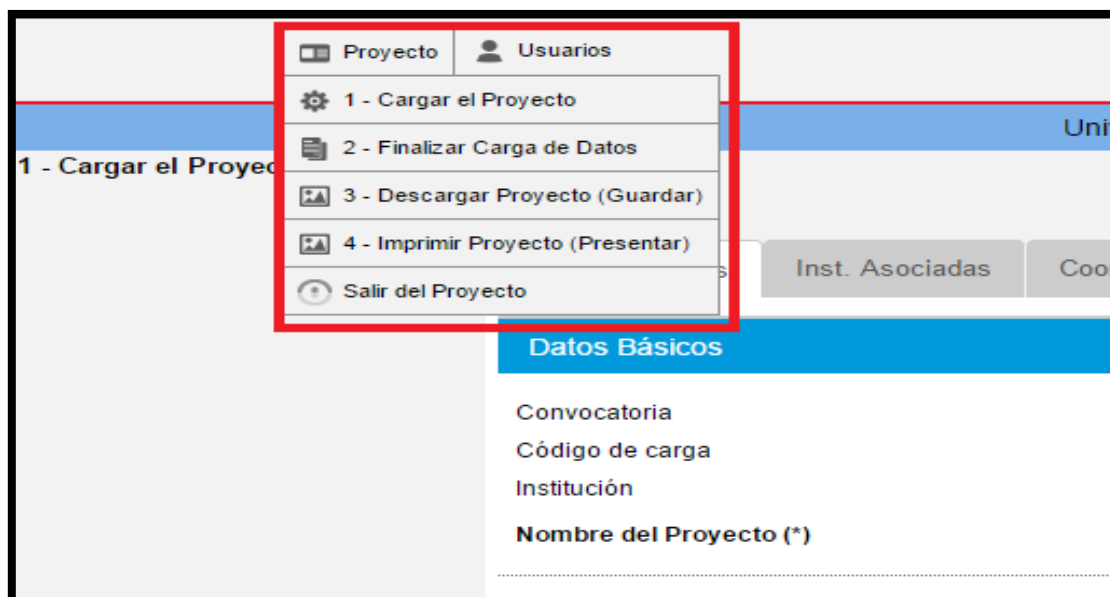 Proyecto Usuarios
1 - Cargar el Proyecto
2 - Finalizar Carga de Datos
3 - Descargar Proyecto (Guardar)
4 - Imprimir Proyecto (Presentar)
Salir del Proyecto
1 - Cargar el
Inst. Asociadas
Datos Básicos
Convocatoria
Código de carga
Institución
Nombre del Proyecto (*)